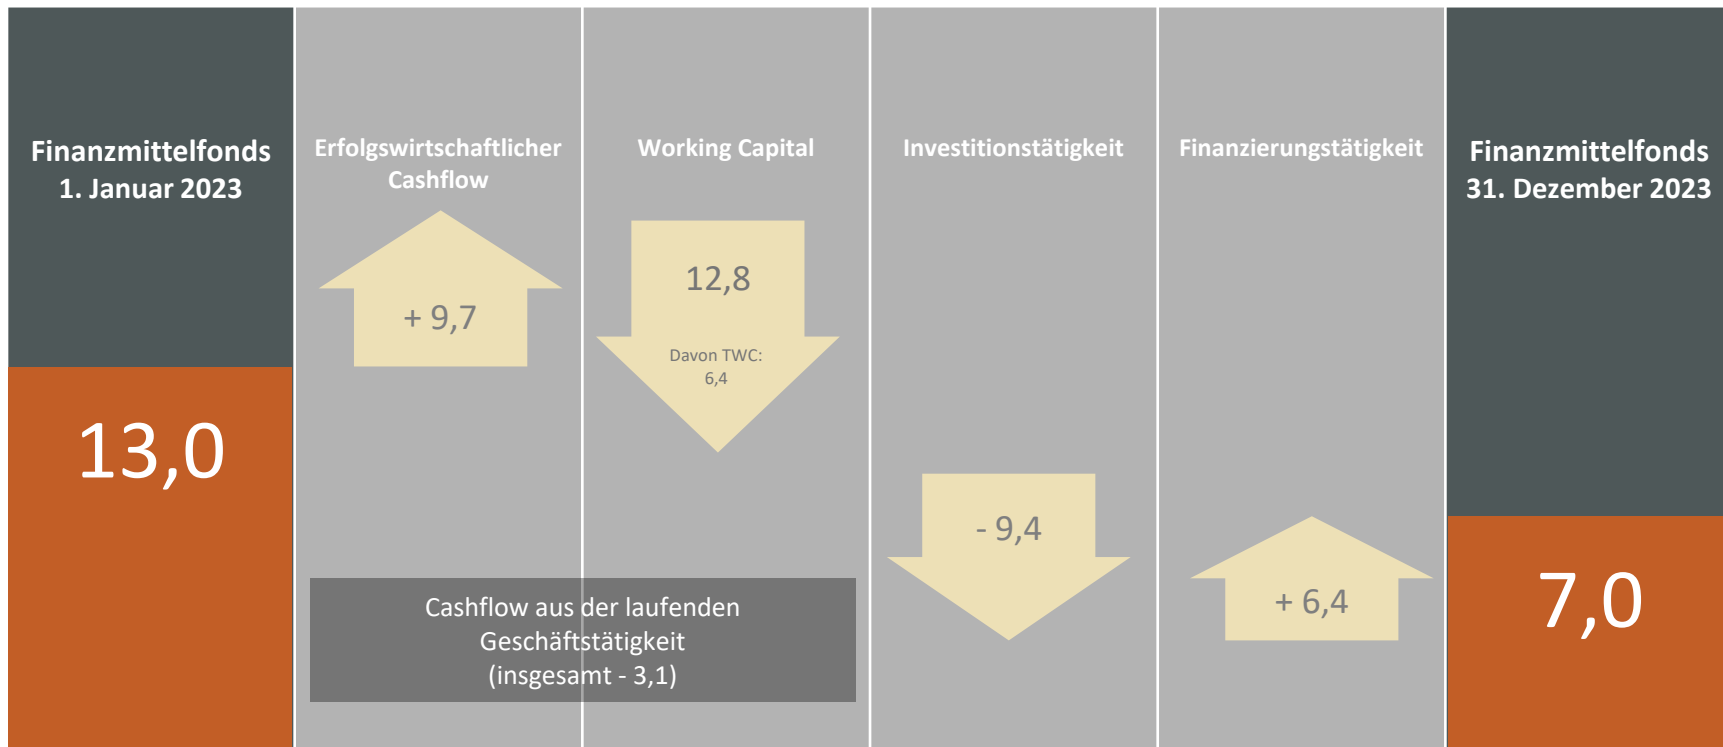 Finanzmittelfonds
1. Januar 2023
13,0
Erfolgswirtschaftlicher
Cashflow
+ 9,7
Working Capital
12,8
Davon TWC:
6,4
Cashflow aus der laufenden
Geschäftstätigkeit
(insgesamt - 3,1)
Investitionstätigkeit
- 9,4
Finanzierungstätigkeit
+ 6,4
Finanzmittelfonds
31. Dezember 2023
7,0